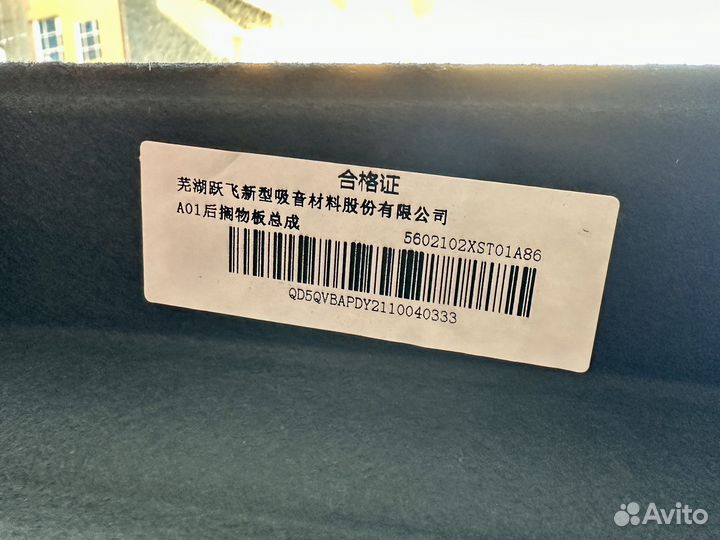 合格证
芜湖跃飞新型吸音材料股份有限公司
A01后搁物板总成
5602102XST01A86
QD5QVBAPDY2110040333
Avito